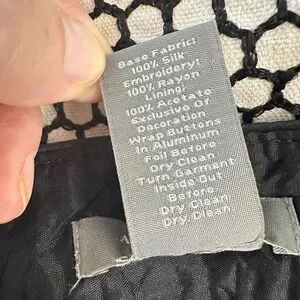 Base Fabric:
100% Silk
Embroidery:
100% Rayon
Lining:
100% Acetate
Exclusive Of
Decoration
Wrap Buttons
In Aluminum
Foil Before
Dry Clean
Turn Garment
Inside Out
Before
Dry Clean
Dry Clean